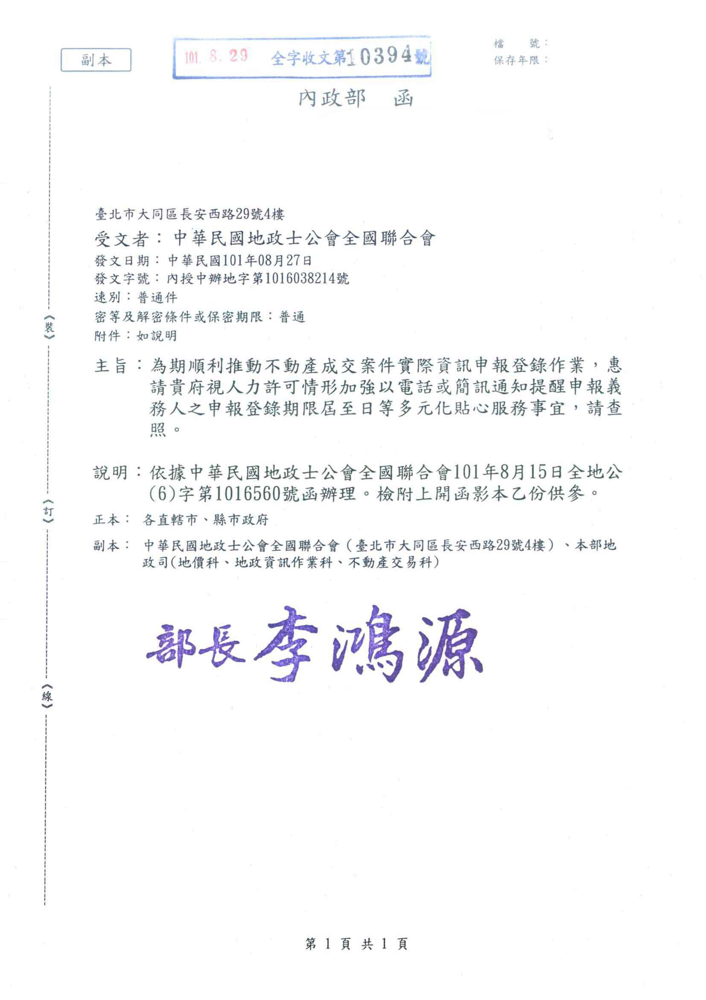 副本
101. 8. 29 全字收文第10394號
檔　　號：
保存年限：
內政部　函
臺北市大同區長安西路29號4樓
受文者：中華民國地政士公會全國聯合會
發文日期：中華民國101年08月27日
發文字號：內授中辦地字第1016038214號
速別：普通件
密等及解密條件或保密期限：普通
附件：如說明
主旨：為期順利推動不動產成交案件實際資訊申報登錄作業，惠
請貴府視人力許可情形加強以電話或簡訊通知提醒申報義
務人之申報登錄期限屆至日等多元化貼心服務事宜，請查
照。
說明：依據中華民國地政士公會全國聯合會101年8月15日全地公
(6)字第1016560號函辦理。檢附上開函影本乙份供參。
正本：各直轄市、縣市政府
副本：中華民國地政士公會全國聯合會（臺北市大同區長安西路29號4樓）、本部地
政司(地價科、地政資訊作業科、不動產交易科)
部長李鴻源
《裝》
《訂》
《線》
第 1 頁 共 1 頁